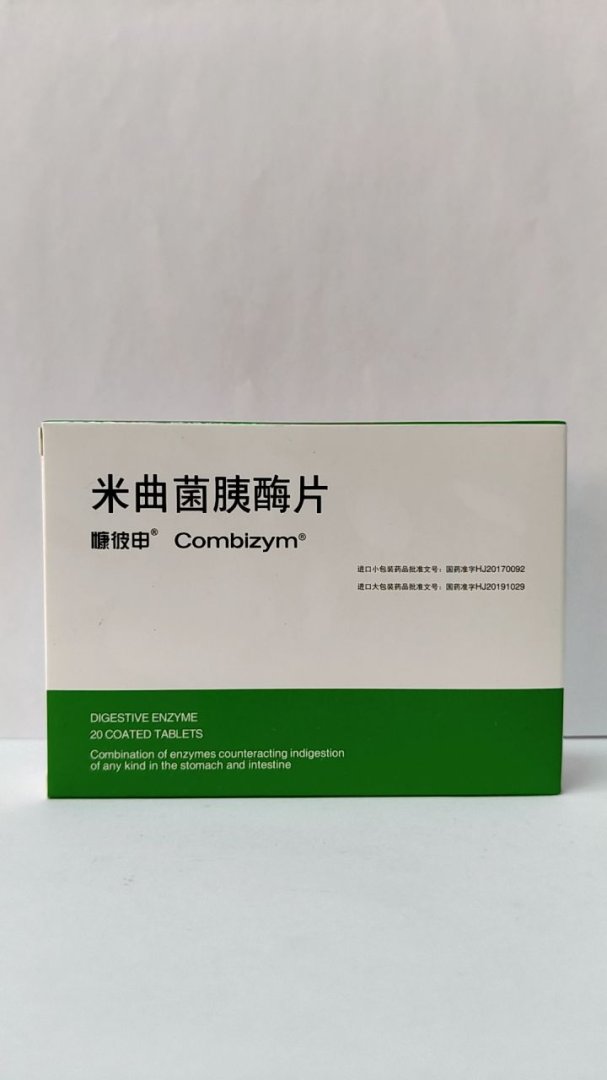 米曲菌胰酶片
慷彼申® Combizym®
进口小包装药品批准文号：国药准字HJ20170092
进口大包装药品批准文号：国药准字HJ20191029
DIGESTIVE ENZYME
20 COATED TABLETS
Combination of enzymes counteracting indigestion
of any kind in the stomach and intestine